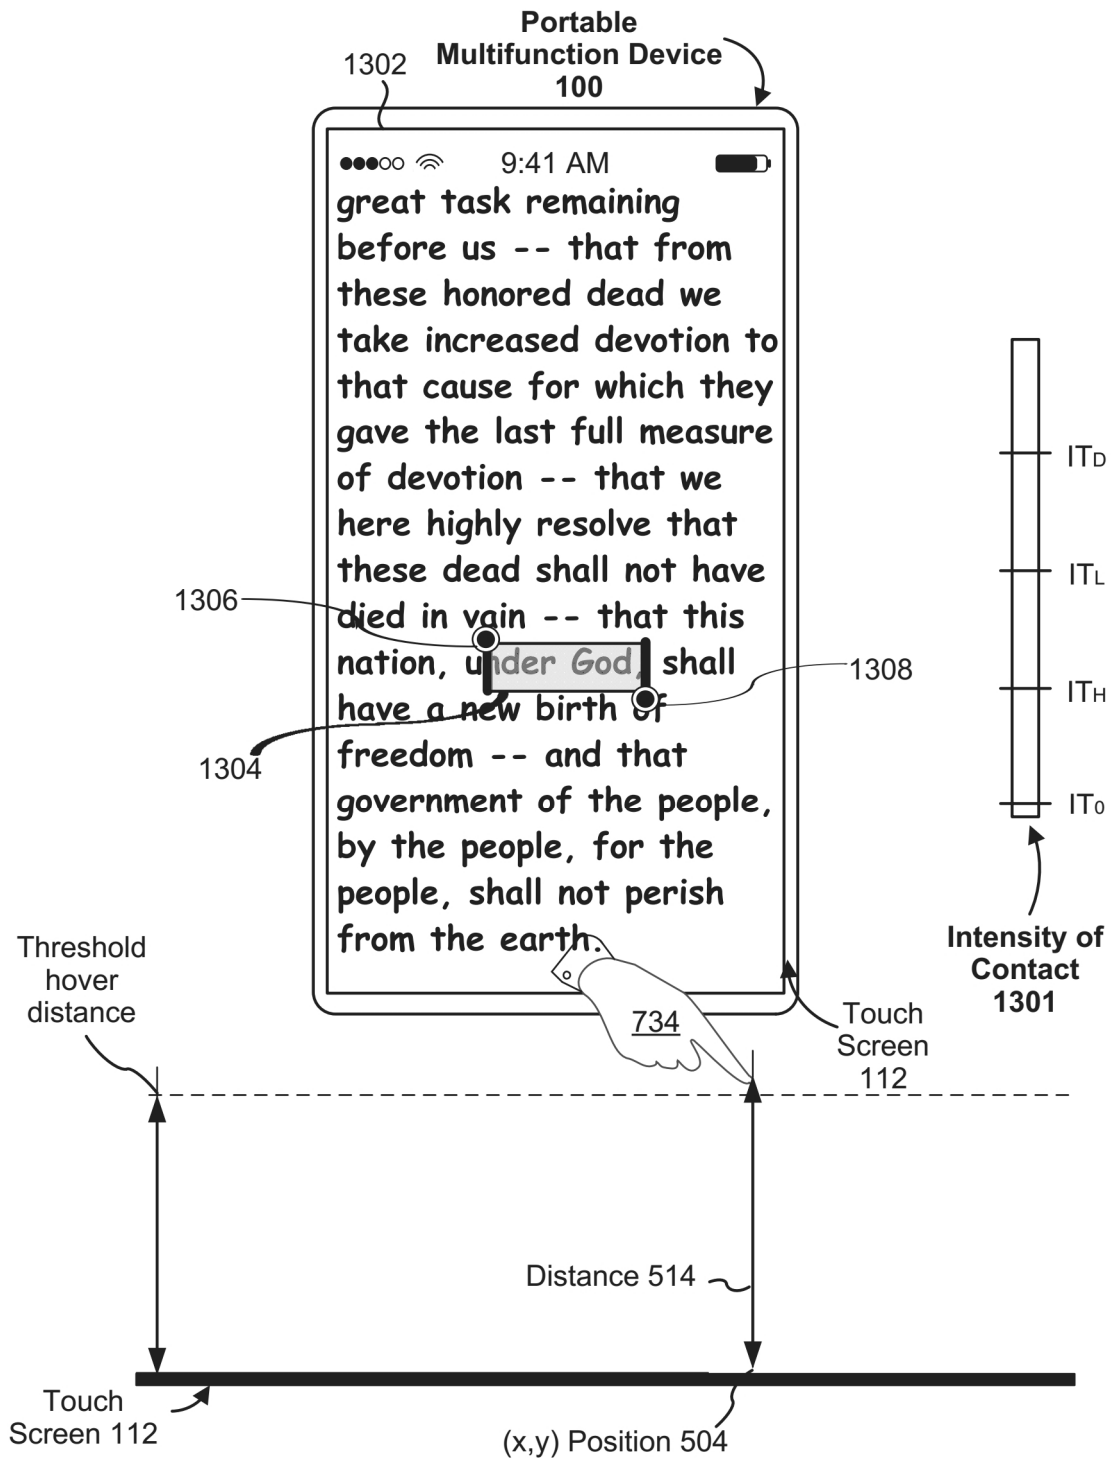 Portable
Multifunction Device
100
1302
9:41 AM
great task remaining
before us -- that from
these honored dead we
take increased devotion to
that cause for which they
gave the last full measure
of devotion -- that we
here highly resolve that
these dead shall not have
died in vain -- that this
nation, under God, shall
have a new birth of
freedom -- and that
government of the people,
by the people, for the
people, shall not perish
from the earth.
1306
1308
1304
ITD
ITL
ITH
IT0
Intensity of
Contact
1301
Threshold
hover
distance
734
Touch
Screen
112
Distance 514
Touch
Screen 112
(x,y) Position 504